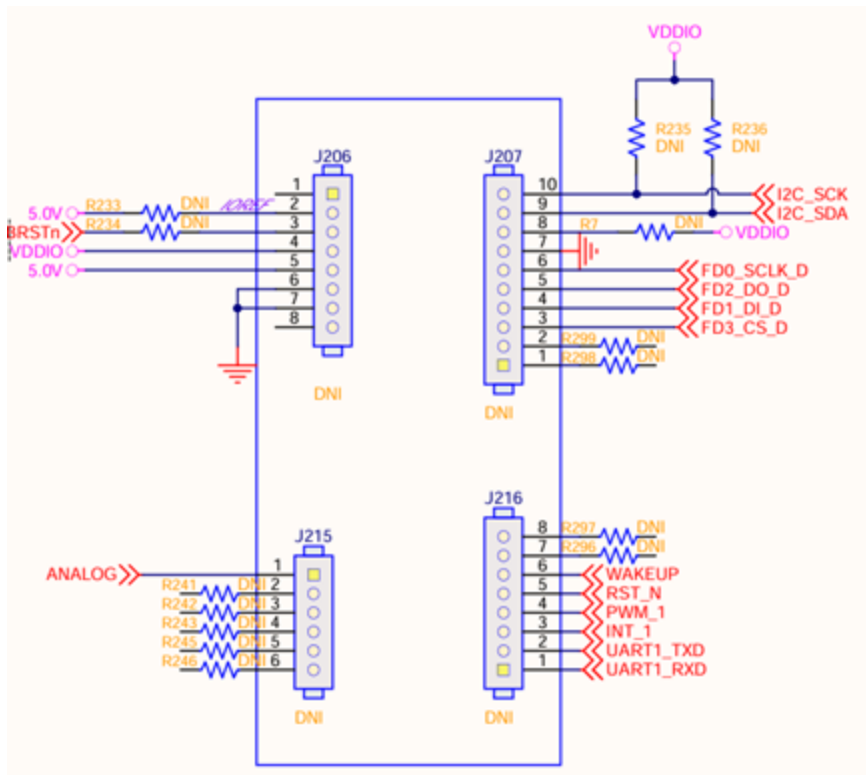 VDDIO
R235
DNI
R236
DNI
J206
1
2
3
4
5
6
7
8
5.0V
R233
DNI
IOREF
BRSTn
R234
DNI
VDDIO
5.0V
DNI
J207
10
9
8
7
6
5
4
3
2
1
I2C_SCK
I2C_SDA
R7
DNI
VDDIO
FD0_SCLK_D
FD2_DO_D
FD1_DI_D
FD3_CS_D
R299
DNI
R298
DNI
DNI
J215
ANALOG
1
R241
DNI
2
R242
DNI
3
R243
DNI
4
R245
DNI
5
R246
DNI
6
DNI
J216
8
R297
DNI
7
R296
DNI
6
WAKEUP
5
RST_N
4
PWM_1
3
INT_1
2
UART1_TXD
1
UART1_RXD
DNI